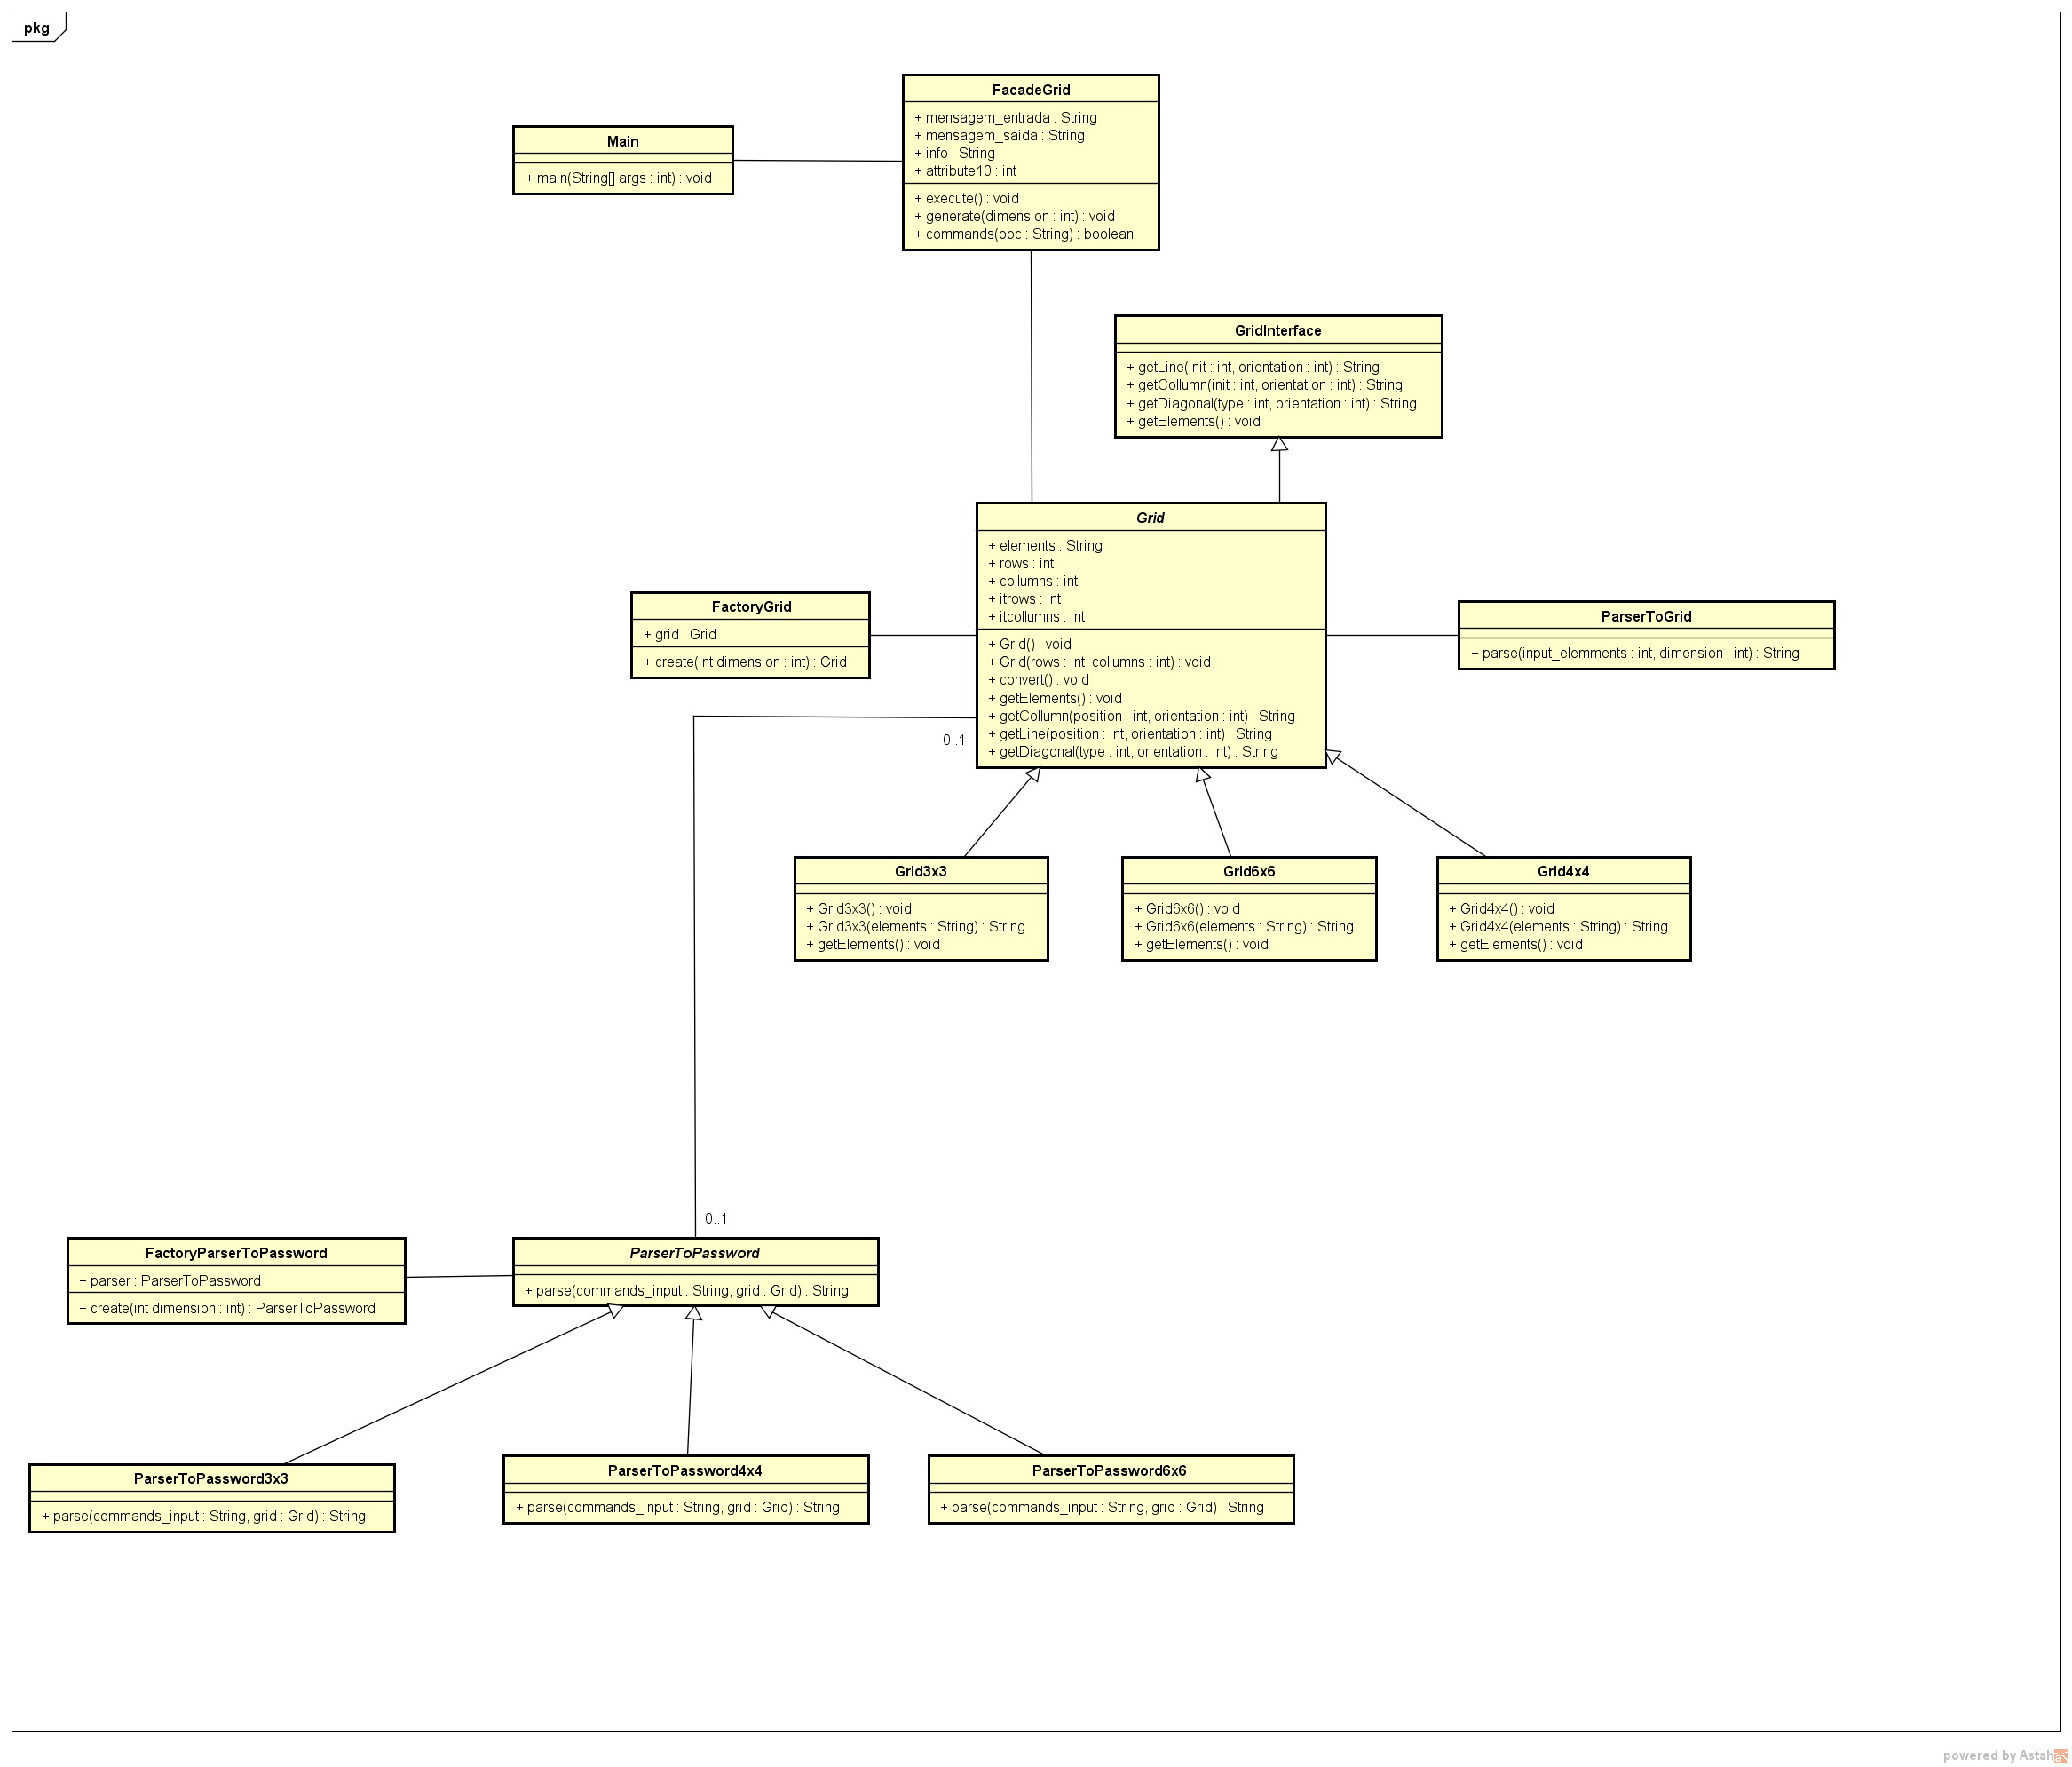 pkg
FacadeGrid
+ mensagem_entrada : String
+ mensagem_saida : String
+ info : String
+ attribute10 : int
+ execute() : void
+ generate(dimension : int) : void
+ commands(opc : String) : boolean
Main
+ main(String[] args : int) : void
GridInterface
+ getLine(init : int, orientation : int) : String
+ getCollumn(init : int, orientation : int) : String
+ getDiagonal(type : int, orientation : int) : String
+ getElements() : void
Grid
+ elements : String
+ rows : int
+ collumns : int
+ itrows : int
+ itcollumns : int
+ Grid() : void
+ Grid(rows : int, collumns : int) : void
+ convert() : void
+ getElements() : void
+ getCollumn(position : int, orientation : int) : String
+ getLine(position : int, orientation : int) : String
+ getDiagonal(type : int, orientation : int) : String
FactoryGrid
+ grid : Grid
+ create(int dimension : int) : Grid
ParserToGrid
+ parse(input_elemments : int, dimension : int) : String
0..1
Grid3x3
+ Grid3x3() : void
+ Grid3x3(elements : String) : String
+ getElements() : void
Grid6x6
+ Grid6x6() : void
+ Grid6x6(elements : String) : String
+ getElements() : void
Grid4x4
+ Grid4x4() : void
+ Grid4x4(elements : String) : String
+ getElements() : void
0..1
FactoryParserToPassword
+ parser : ParserToPassword
+ create(int dimension : int) : ParserToPassword
ParserToPassword
+ parse(commands_input : String, grid : Grid) : String
ParserToPassword3x3
+ parse(commands_input : String, grid : Grid) : String
ParserToPassword4x4
+ parse(commands_input : String, grid : Grid) : String
ParserToPassword6x6
+ parse(commands_input : String, grid : Grid) : String
powered by Astah